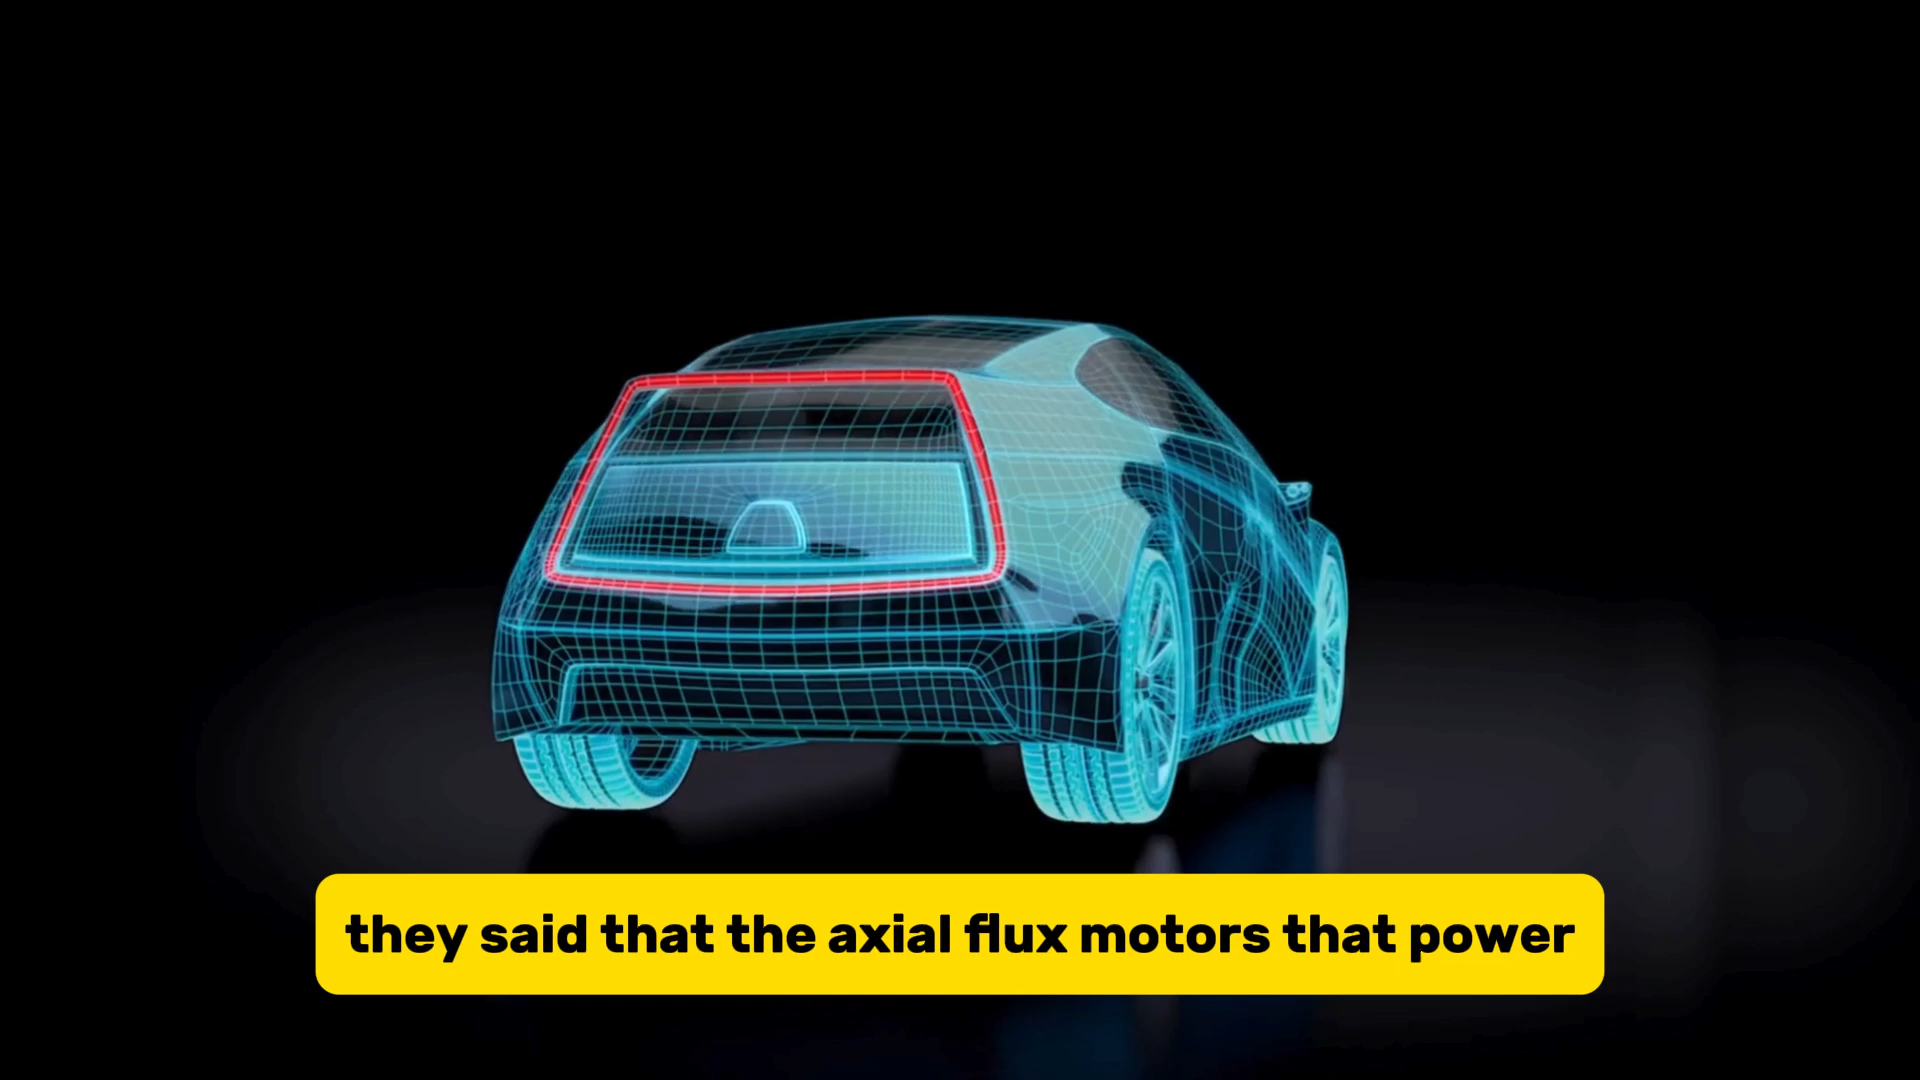 they said that the axial flux motors that power